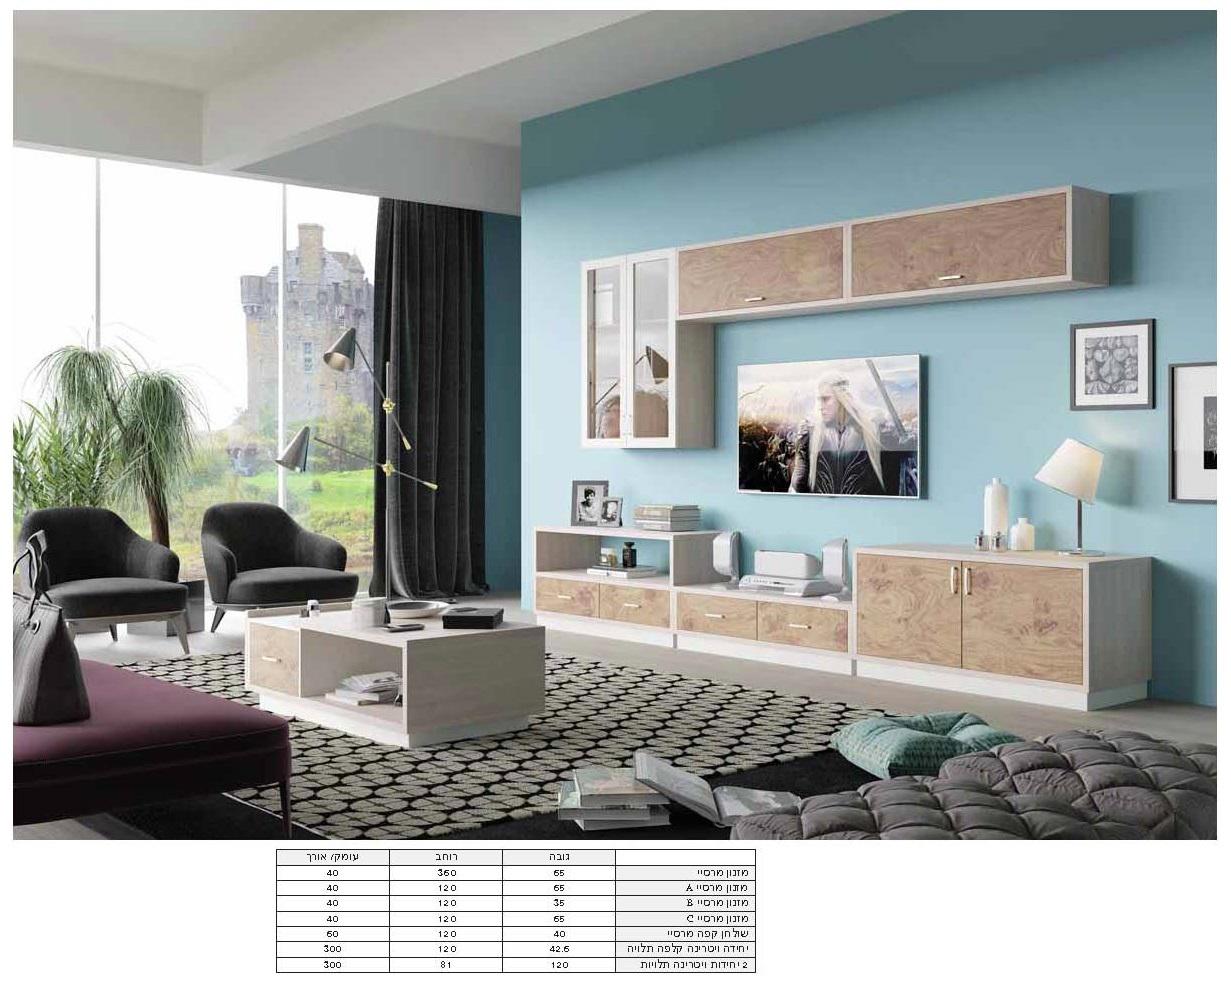 גובה רוחב עומק/ אורך
מזנון מרסיי 65 360 40
מזנון מרסיי A 65 120 40
מזנון מרסיי B 35 120 40
מזנון מרסיי C 65 120 40
שולחן קפה מרסיי 40 120 60
יחידה ויטרינה קלפה תלויה 42.5 120 300
2 יחידות ויטרינה תלויות 120 81 300